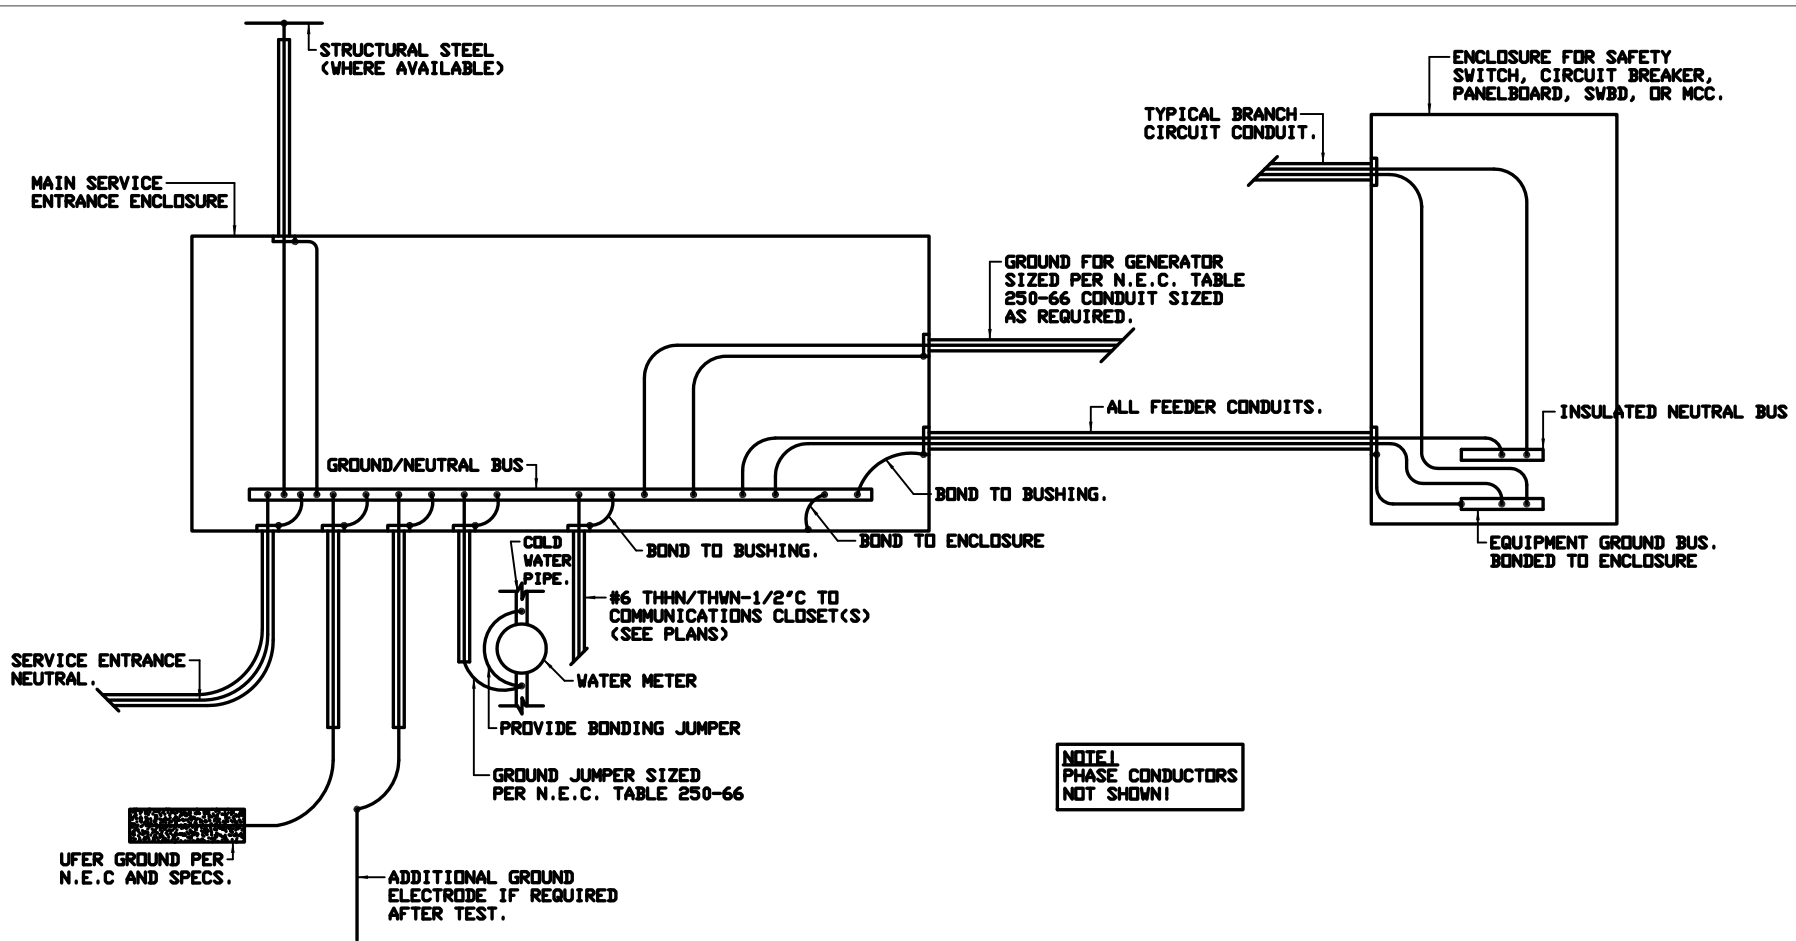 STRUCTURAL STEEL
(WHERE AVAILABLE)
MAIN SERVICE
ENTRANCE ENCLOSURE
ENCLOSURE FOR SAFETY
SWITCH, CIRCUIT BREAKER,
PANELBOARD, SWBD, OR MCC.
TYPICAL BRANCH
CIRCUIT CONDUIT.
GROUND FOR GENERATOR
SIZED PER N.E.C. TABLE
250-66 CONDUIT SIZED
AS REQUIRED.
ALL FEEDER CONDUITS.
INSULATED NEUTRAL BUS
GROUND/NEUTRAL BUS
BOND TO BUSHING.
BOND TO ENCLOSURE
BOND TO BUSHING.
EQUIPMENT GROUND BUS.
BONDED TO ENCLOSURE
COLD
WATER
PIPE.
#6 THHN/THWN-1/2"C TO
COMMUNICATIONS CLOSET(S)
(SEE PLANS)
SERVICE ENTRANCE
NEUTRAL.
WATER METER
PROVIDE BONDING JUMPER
GROUND JUMPER SIZED
PER N.E.C. TABLE 250-66
NOTE!
PHASE CONDUCTORS
NOT SHOWN!
UFER GROUND PER
N.E.C AND SPECS.
ADDITIONAL GROUND
ELECTRODE IF REQUIRED
AFTER TEST.